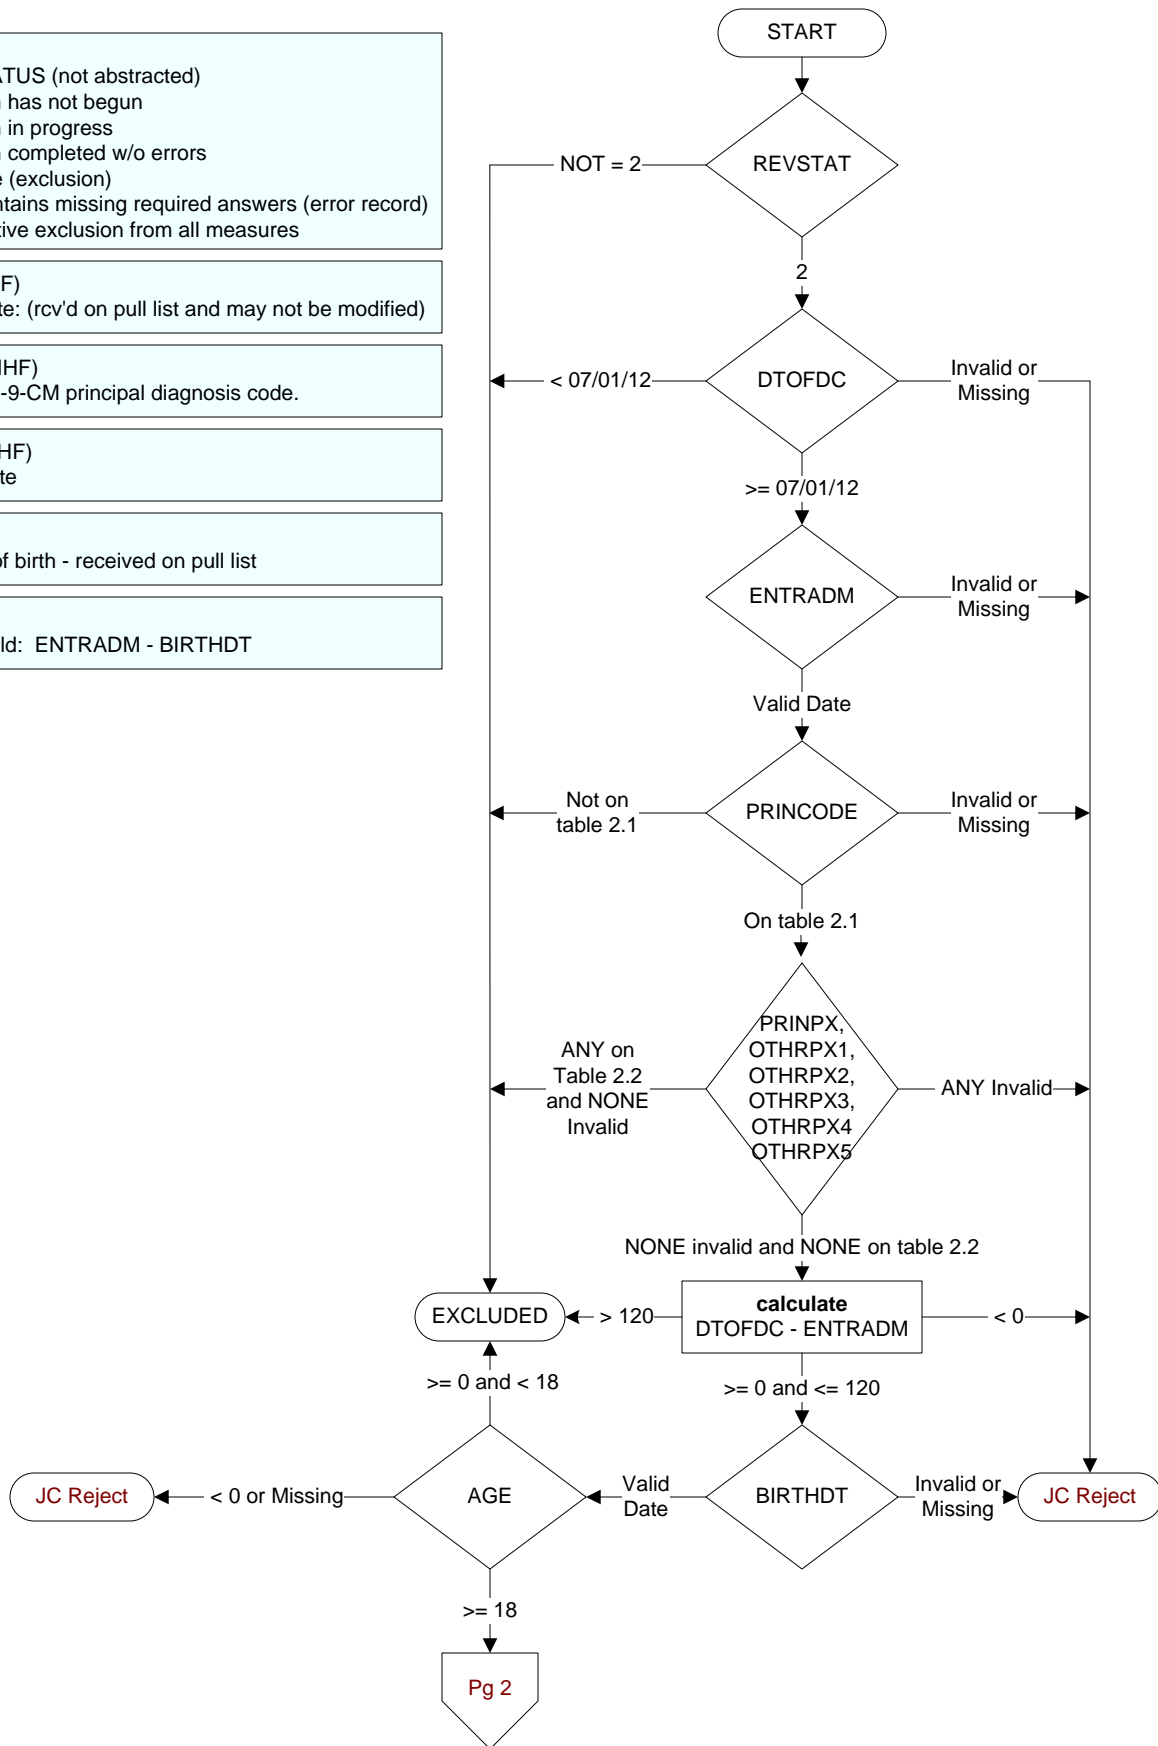 ATUS (not abstracted)
has not begun
in progress
completed w/o errors
(exclusion)
ntains missing required answers (error record)
tive exclusion from all measures
F)
te: (rcv'd on pull list and may not be modified)
HF)
-9-CM principal diagnosis code.
HF)
te
of birth - received on pull list
ld: ENTRADM - BIRTHDT
START
NOT = 2
REVSTAT
2
< 07/01/12
DTOFDC
Invalid or
Missing
>= 07/01/12
ENTRADM
Invalid or
Missing
Valid Date
Not on
table 2.1
PRINCODE
Invalid or
Missing
On table 2.1
ANY on
Table 2.2
and NONE
Invalid
PRINPX,
OTHRPX1,
OTHRPX2,
OTHRPX3,
OTHRPX4
OTHRPX5
ANY Invalid
NONE invalid and NONE on table 2.2
EXCLUDED
> 120
calculate
DTOFDC - ENTRADM
< 0
>= 0 and < 18
>= 0 and <= 120
JC Reject
< 0 or Missing
AGE
Valid
Date
BIRTHDT
Invalid or
Missing
JC Reject
>= 18
Pg 2